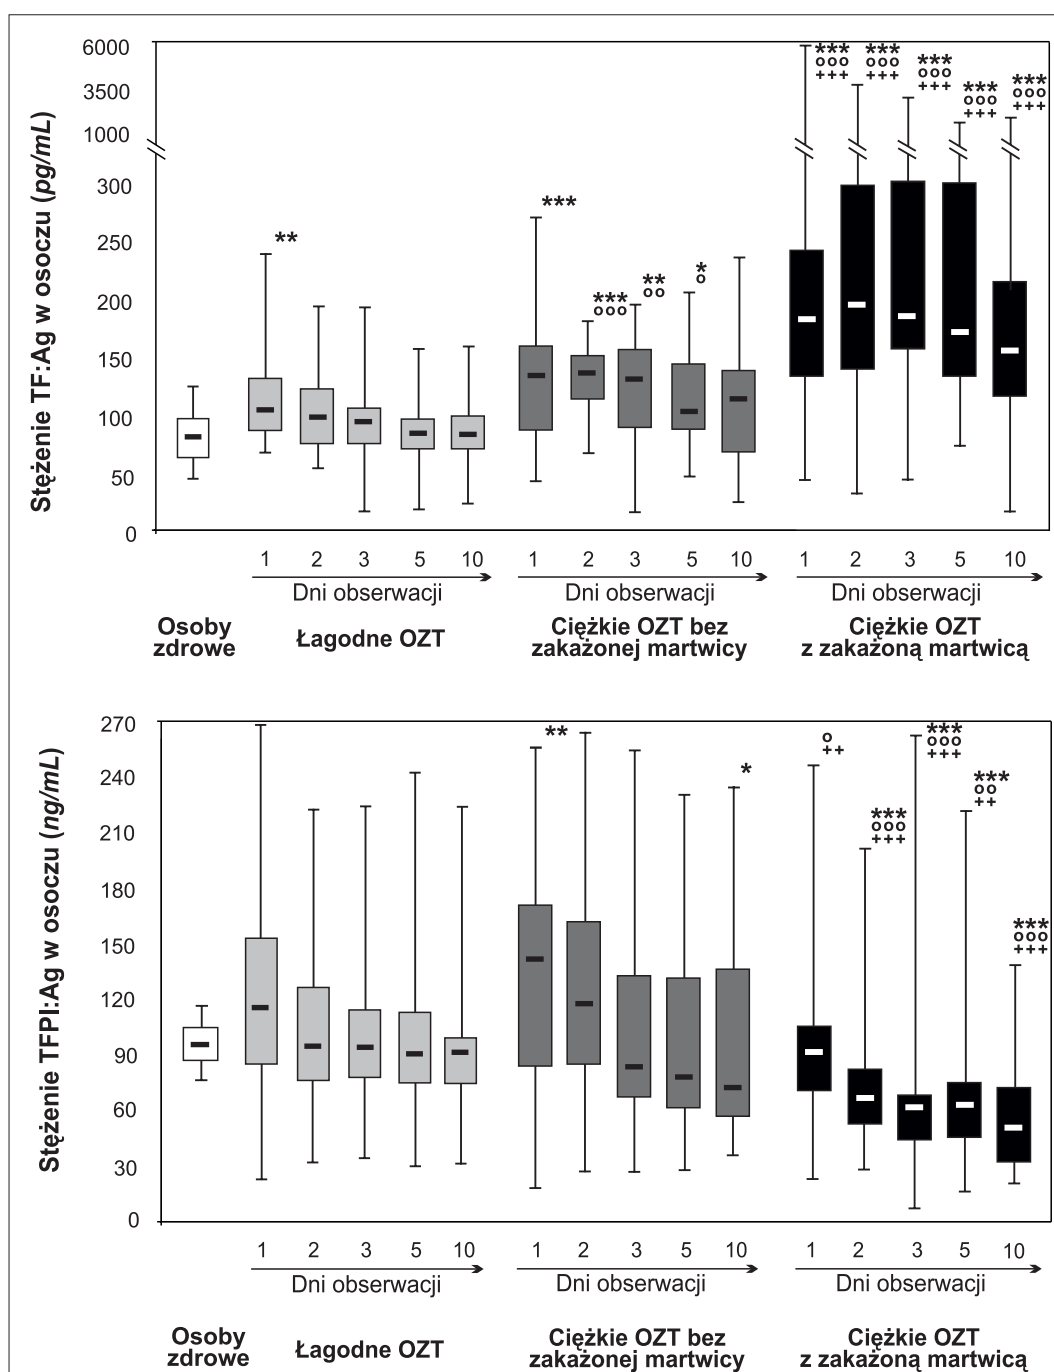 Stężenie TF:Ag w osoczu (pg/mL)
6000
3500
1000
300
250
200
150
100
50
0
**
***
***
ooo
**
oo
*
o
***
ooo
+++
***
ooo
+++
***
ooo
+++
***
ooo
+++
***
ooo
+++
1 2 3 5 10 1 2 3 5 10 1 2 3 5 10
Dni obserwacji Dni obserwacji Dni obserwacji
Osoby
zdrowe
Łagodne OZT
Ciężkie OZT bez
zakażonej martwicy
Ciężkie OZT
z zakażoną martwicą
Stężenie TFPI:Ag w osoczu (ng/mL)
270
240
210
180
150
120
90
60
30
0
**
*
o
++
***
ooo
+++
***
ooo
+++
***
oo
++
***
ooo
+++
1 2 3 5 10 1 2 3 5 10 1 2 3 5 10
Dni obserwacji Dni obserwacji Dni obserwacji
Osoby
zdrowe
Łagodne OZT
Ciężkie OZT bez
zakażonej martwicy
Ciężkie OZT
z zakażoną martwicą